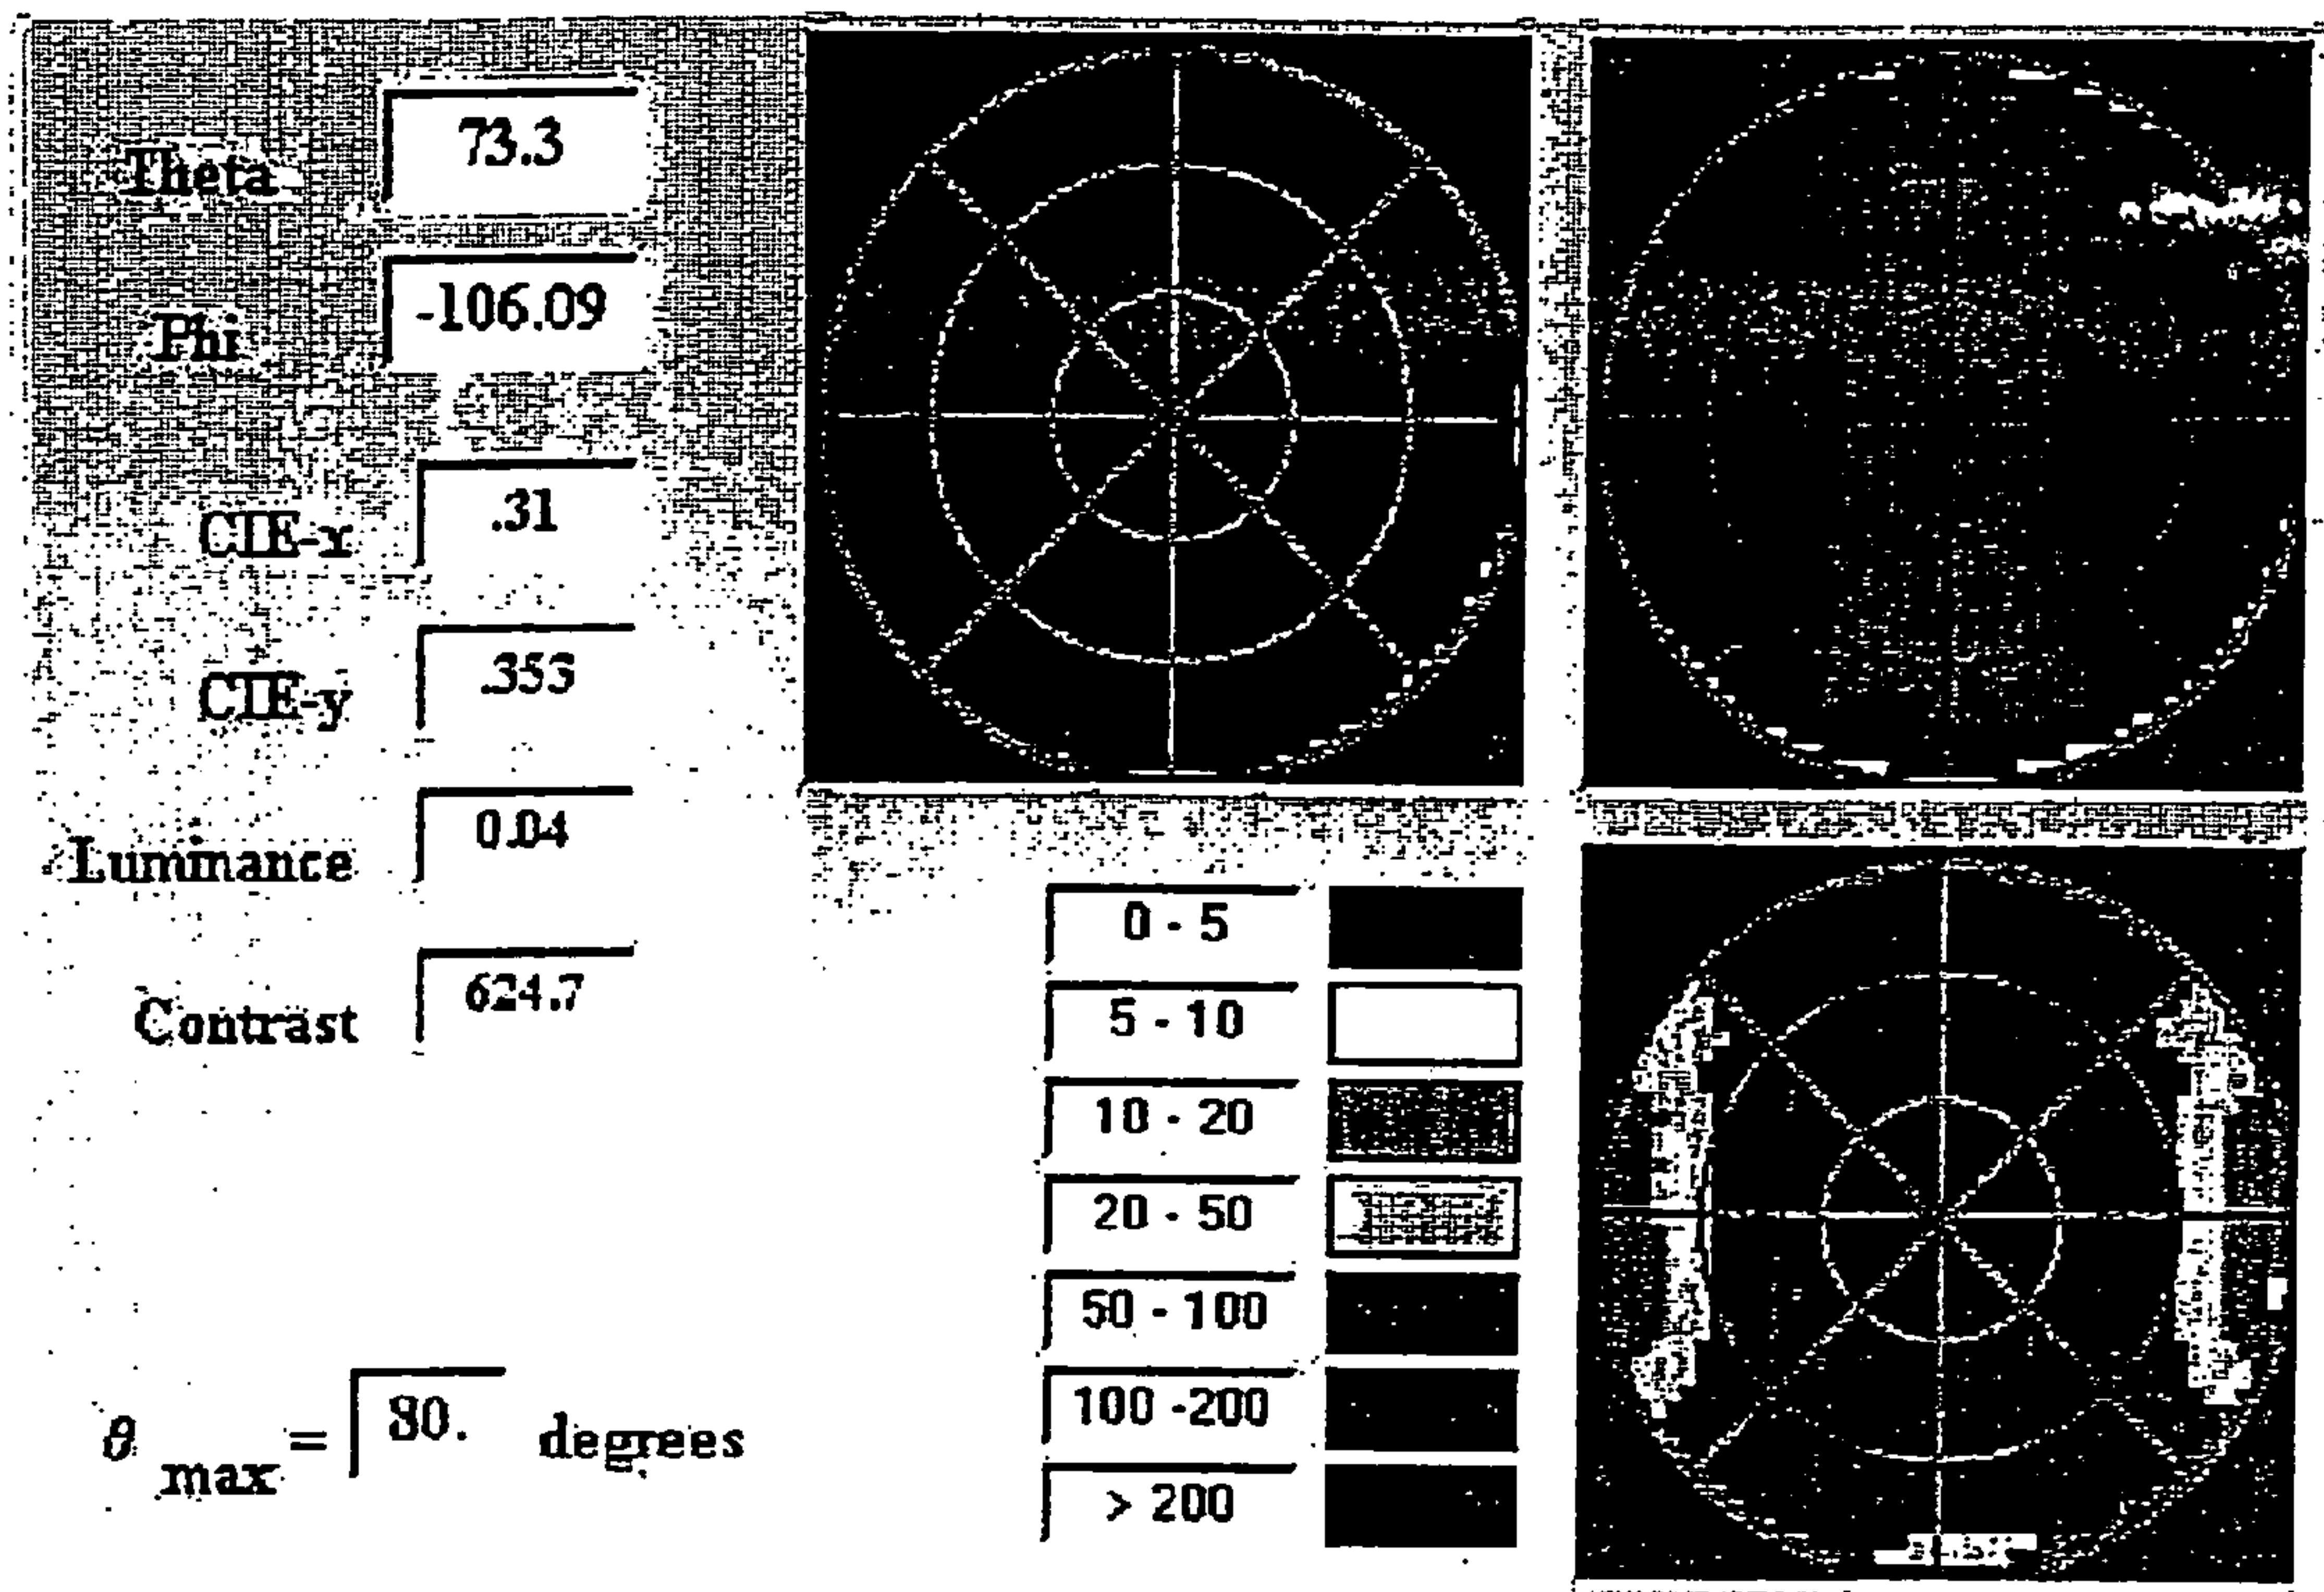 Theta 73.3
Phi -106.09
CIE-x .31
CIE-y .353
Luminance 0.04
Contrast 624.7
θ max = 80. degrees
0 - 5
5 - 10
10 - 20
20 - 50
50 - 100
100 -200
> 200